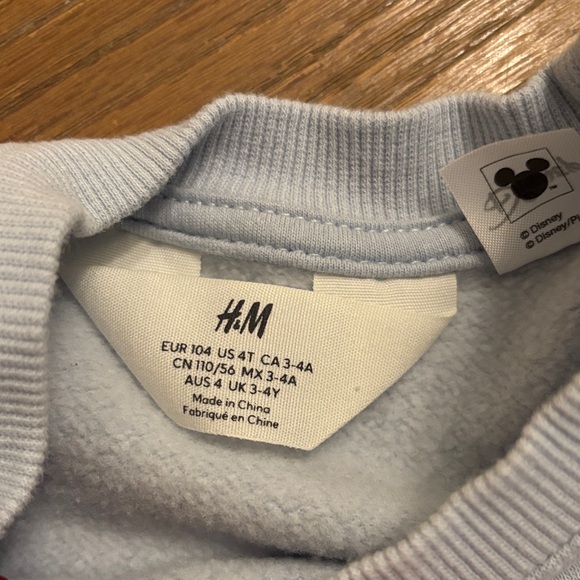 H&M
EUR 104 US 4T CA 3-4A
CN 110/56 MX 3-4A
AUS 4 UK 3-4Y
Made in China
Fabriqué en Chine
© Disney
© Disney/Pi